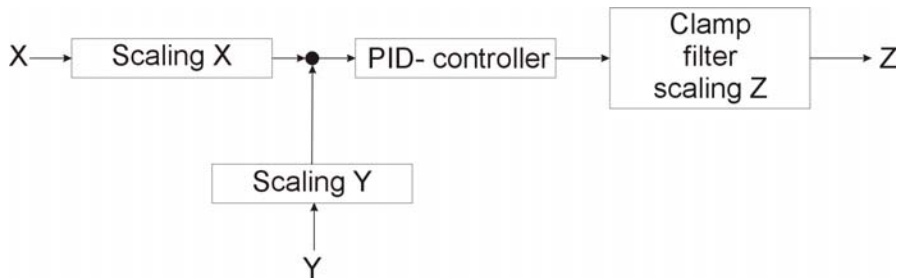 X
Scaling X
PID- controller
Clamp
filter
scaling Z
Z
Scaling Y
Y